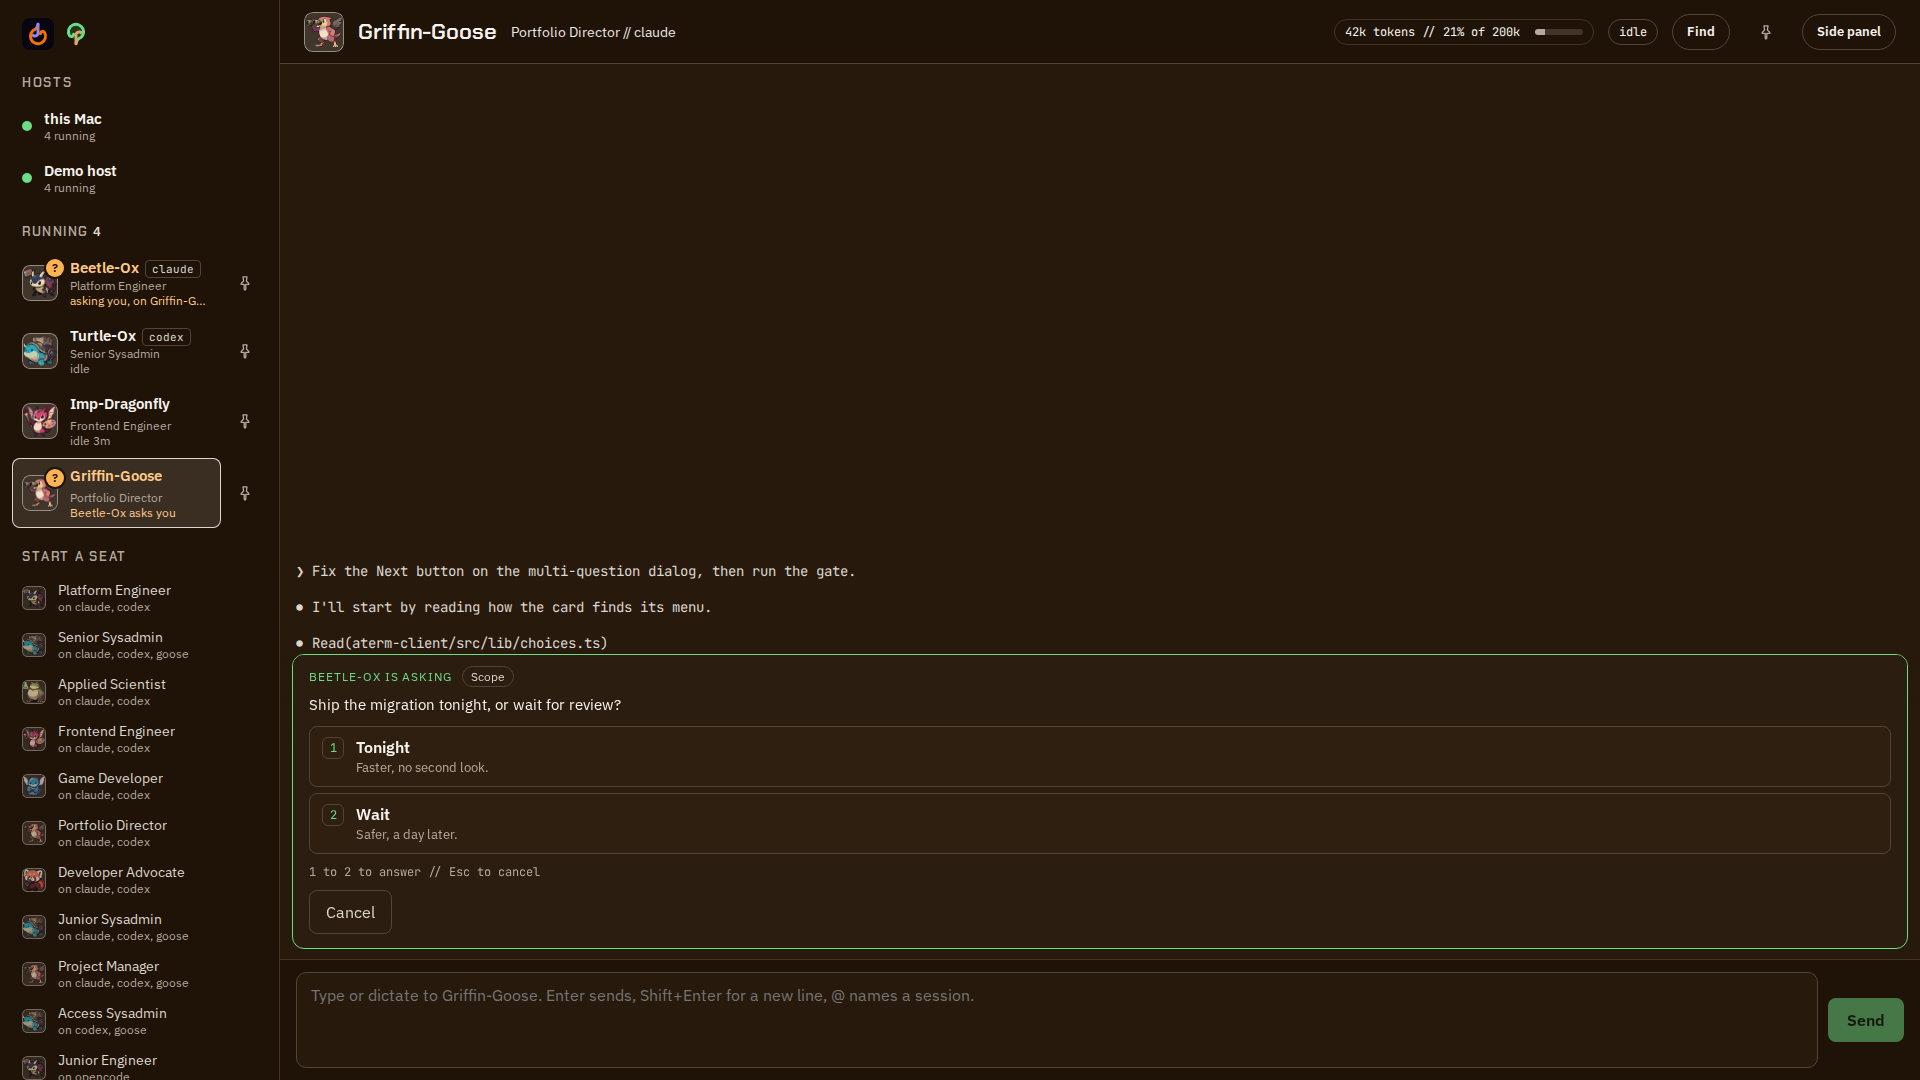 HOSTS
this Mac
4 running
Demo host
4 running
RUNNING 4
?
Beetle-Ox claude
Platform Engineer
asking you, on Griffin-G...
Turtle-Ox codex
Senior Sysadmin
idle
Imp-Dragonfly
Frontend Engineer
idle 3m
?
Griffin-Goose
Portfolio Director
Beetle-Ox asks you
START A SEAT
Platform Engineer
on claude, codex
Senior Sysadmin
on claude, codex, goose
Applied Scientist
on claude, codex
Frontend Engineer
on claude, codex
Game Developer
on claude, codex
Portfolio Director
on claude, codex
Developer Advocate
on claude, codex
Junior Sysadmin
on claude, codex, goose
Project Manager
on claude, codex, goose
Access Sysadmin
on codex, goose
Junior Engineer
on opencode
Griffin-Goose Portfolio Director // claude
42k tokens // 21% of 200k
idle
Find
Side panel
❯ Fix the Next button on the multi-question dialog, then run the gate.
● I'll start by reading how the card finds its menu.
● Read(aterm-client/src/lib/choices.ts)
BEETLE-OX IS ASKING Scope
Ship the migration tonight, or wait for review?
1 Tonight
Faster, no second look.
2 Wait
Safer, a day later.
1 to 2 to answer // Esc to cancel
Cancel
Type or dictate to Griffin-Goose. Enter sends, Shift+Enter for a new line, @ names a session.
Send